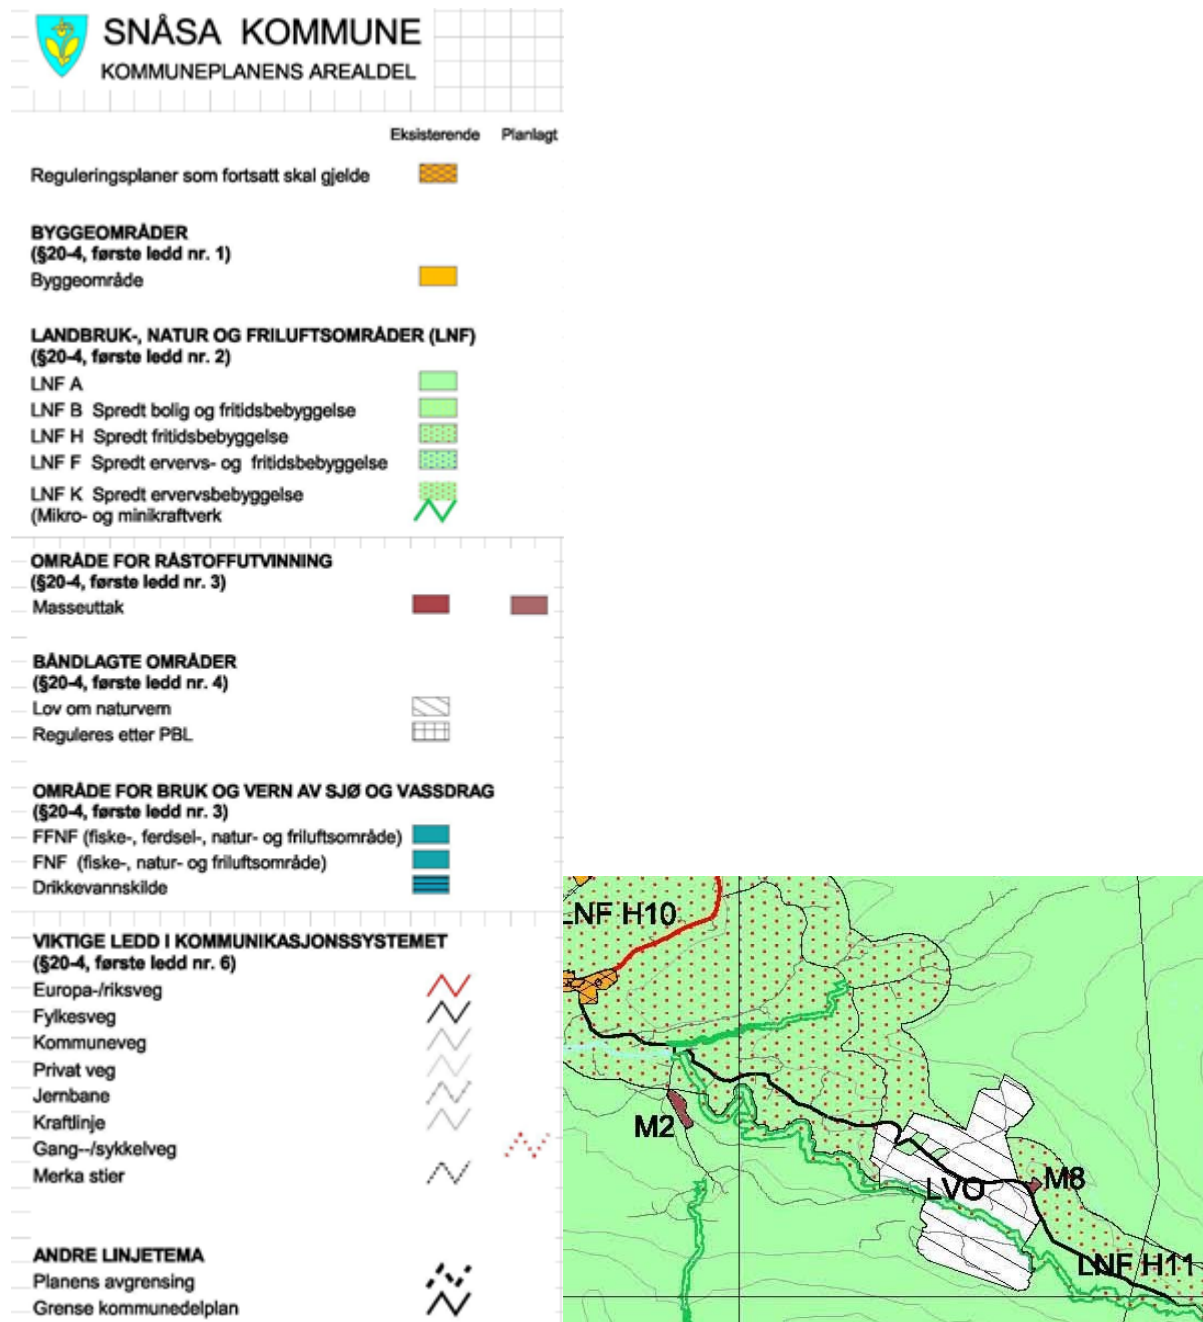 SNÅSA KOMMUNE
KOMMUNEPLANENS AREALDEL
Eksisterende Planlagt
Reguleringsplaner som fortsatt skal gjelde
BYGGEOMRÅDER
(§20-4, første ledd nr. 1)
Byggeområde
LANDBRUK-, NATUR OG FRILUFTSOMRÅDER (LNF)
(§20-4, første ledd nr. 2)
LNF A
LNF B Spredt bolig og fritidsbebyggelse
LNF H Spredt fritidsbebyggelse
LNF F Spredt ervervs- og fritidsbebyggelse
LNF K Spredt ervervsbebyggelse
(Mikro- og minikraftverk
OMRÅDE FOR RÅSTOFFUTVINNING
(§20-4, første ledd nr. 3)
Masseuttak
BÅNDLAGTE OMRÅDER
(§20-4, første ledd nr. 4)
Lov om naturvern
Reguleres etter PBL
OMRÅDE FOR BRUK OG VERN AV SJØ OG VASSDRAG
(§20-4, første ledd nr. 3)
FFNF (fiske-, ferdsel-, natur- og friluftsområde)
FNF (fiske-, natur- og friluftsområde)
Drikkevannskilde
VIKTIGE LEDD I KOMMUNIKASJONSSYSTEMET
(§20-4, første ledd nr. 6)
Europa-/riksveg
Fylkesveg
Kommuneveg
Privat veg
Jernbane
Kraftlinje
Gang--/sykkelveg
Merka stier
ANDRE LINJETEMA
Planens avgrensing
Grense kommunedelplan
LNF H10
M2
M8
LVO
LNF H11